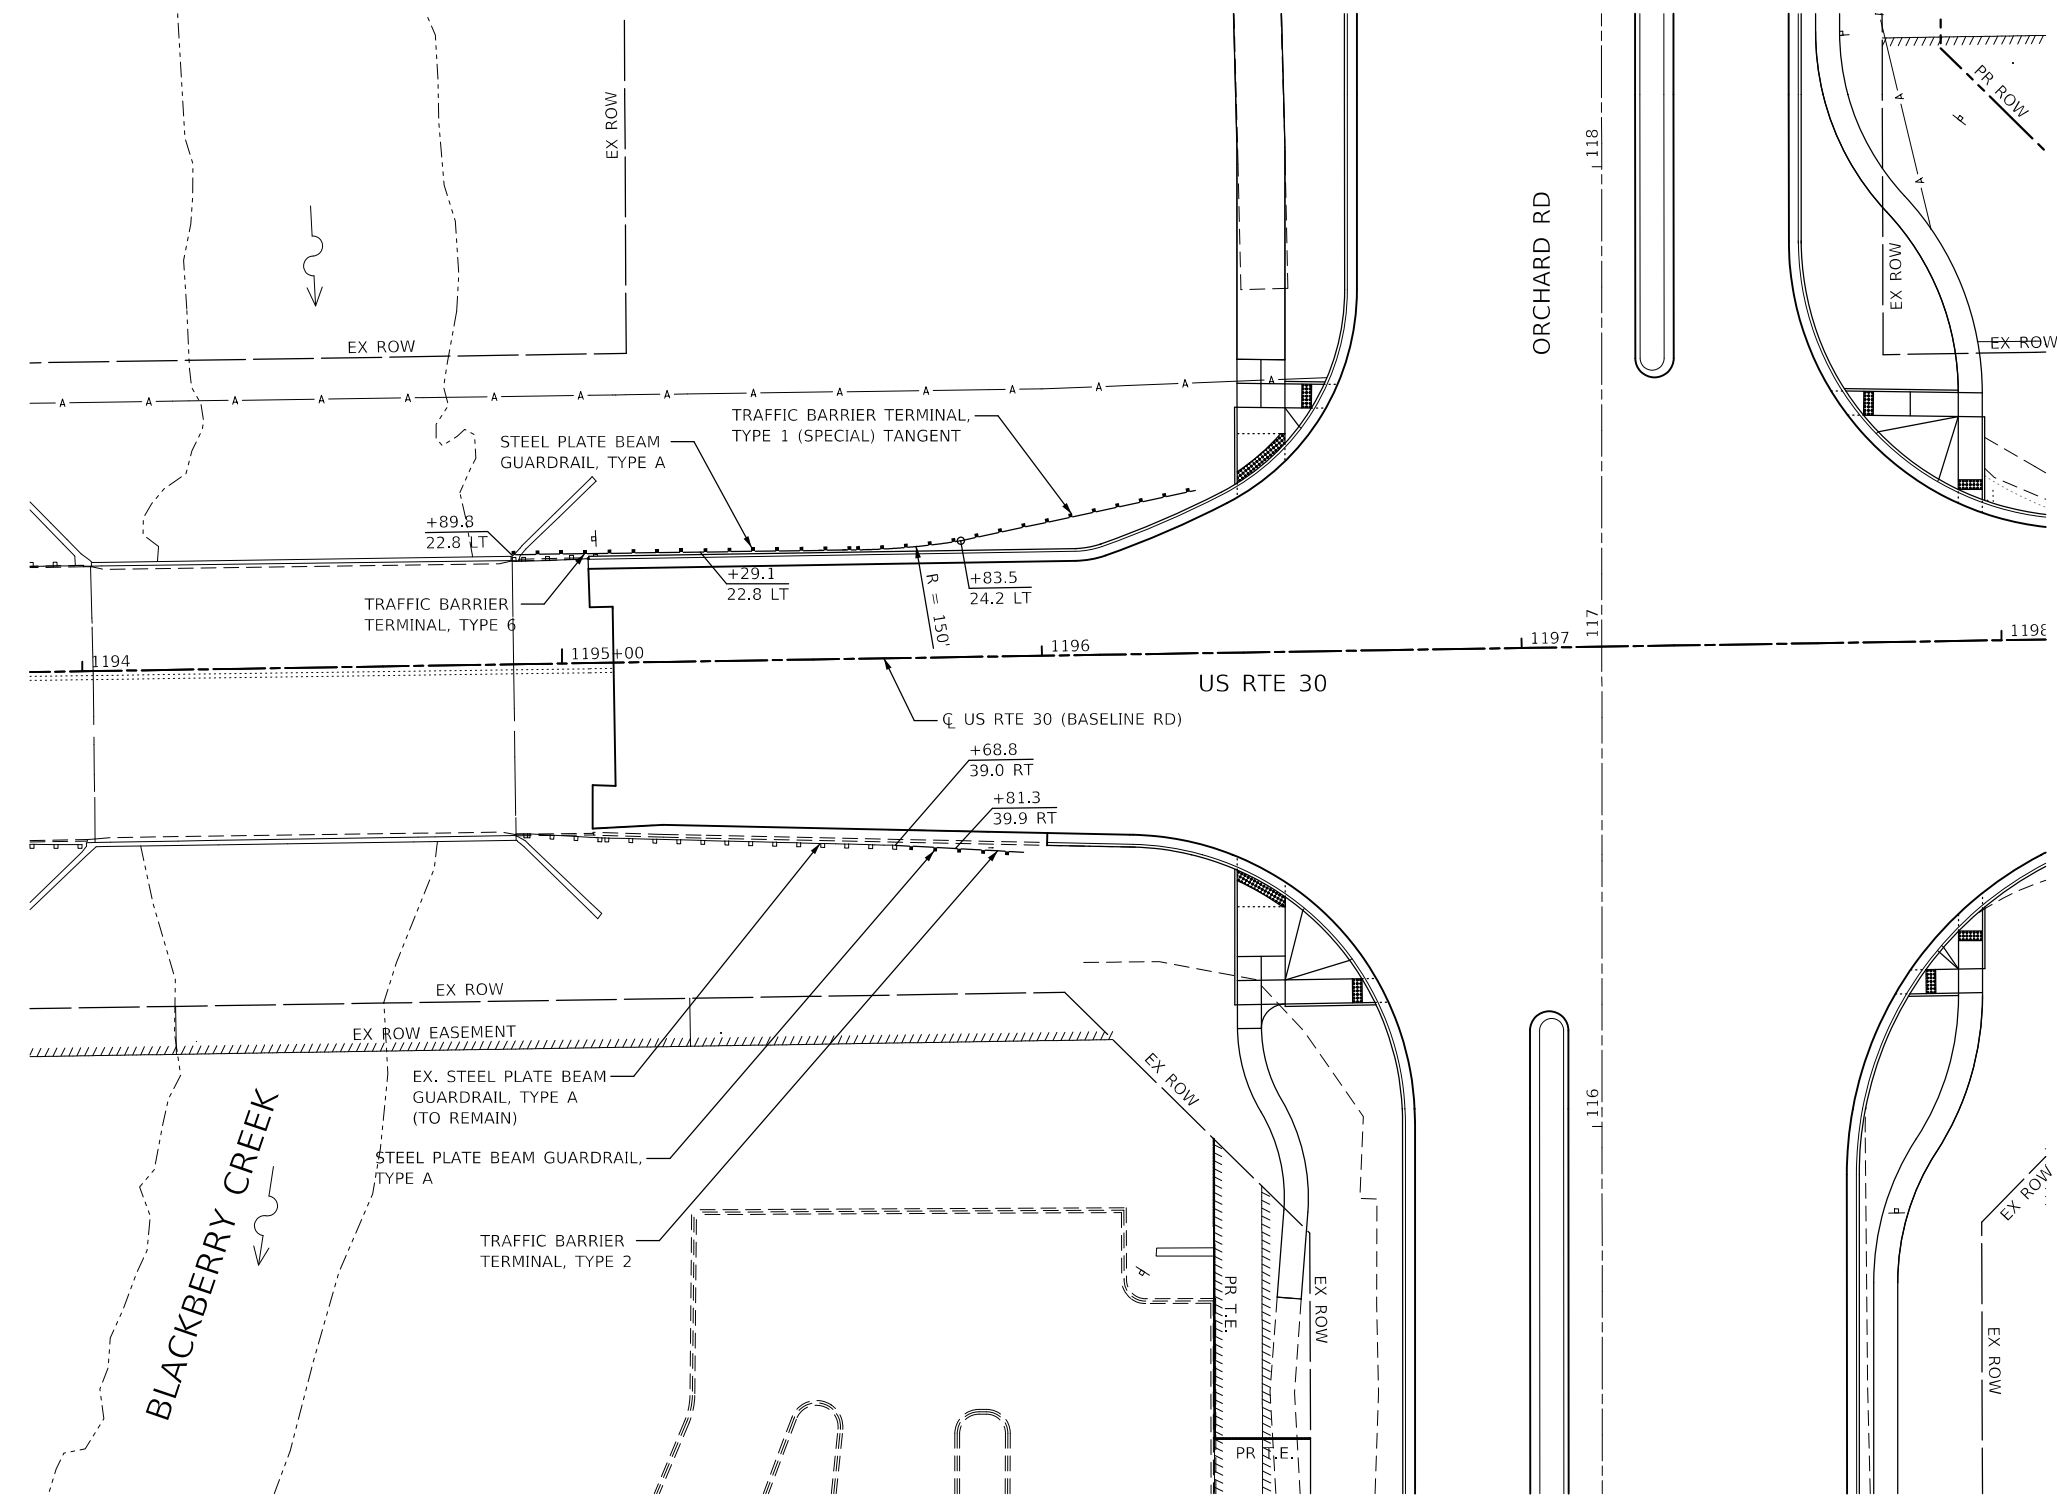 118
PR ROW
EX ROW
ORCHARD RD
EX ROW
EX ROW
EX ROW
A A A A A A A A A A A A A A A
A
A
TRAFFIC BARRIER TERMINAL,
TYPE 1 (SPECIAL) TANGENT
STEEL PLATE BEAM
GUARDRAIL, TYPE A
+89.8
22.8 LT
+29.1
22.8 LT
+83.5
24.2 LT
R = 150'
TRAFFIC BARRIER
TERMINAL, TYPE 6
117
1194
1195+00
1196
1197
1198
US RTE 30
℄ US RTE 30 (BASELINE RD)
+68.8
39.0 RT
+81.3
39.9 RT
EX ROW
EX ROW EASEMENT
EX ROW
EX. STEEL PLATE BEAM
GUARDRAIL, TYPE A
(TO REMAIN)
116
STEEL PLATE BEAM GUARDRAIL,
TYPE A
BLACKBERRY CREEK
TRAFFIC BARRIER
TERMINAL, TYPE 2
EX ROW
PR T.E.
EX ROW
EX ROW
PR T.E.